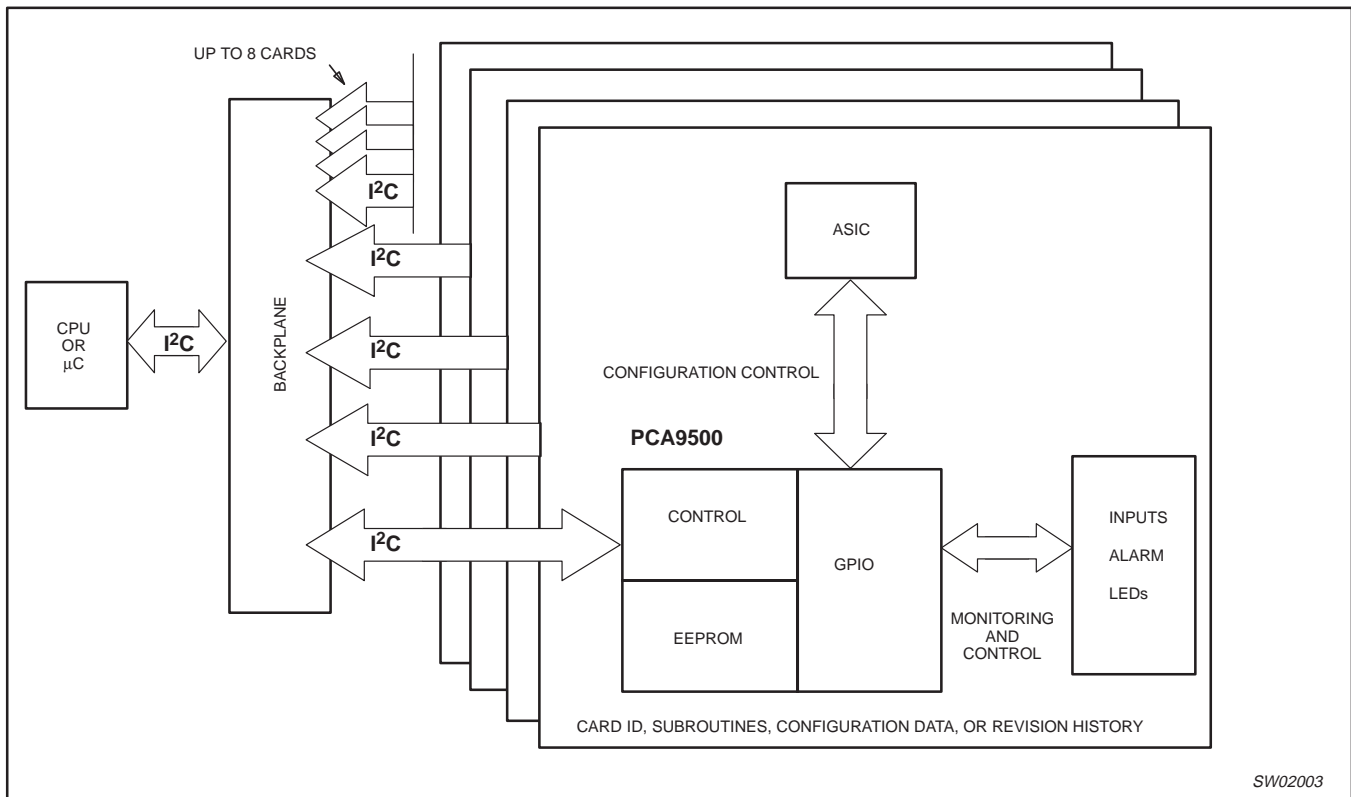 UP TO 8 CARDS
I²C
I²C
I²C
I²C
I²C
I²C
CPU
OR
μC
BACKPLANE
ASIC
CONFIGURATION CONTROL
PCA9500
CONTROL
EEPROM
GPIO
INPUTS
ALARM
LEDs
MONITORING
AND
CONTROL
CARD ID, SUBROUTINES, CONFIGURATION DATA, OR REVISION HISTORY
SW02003